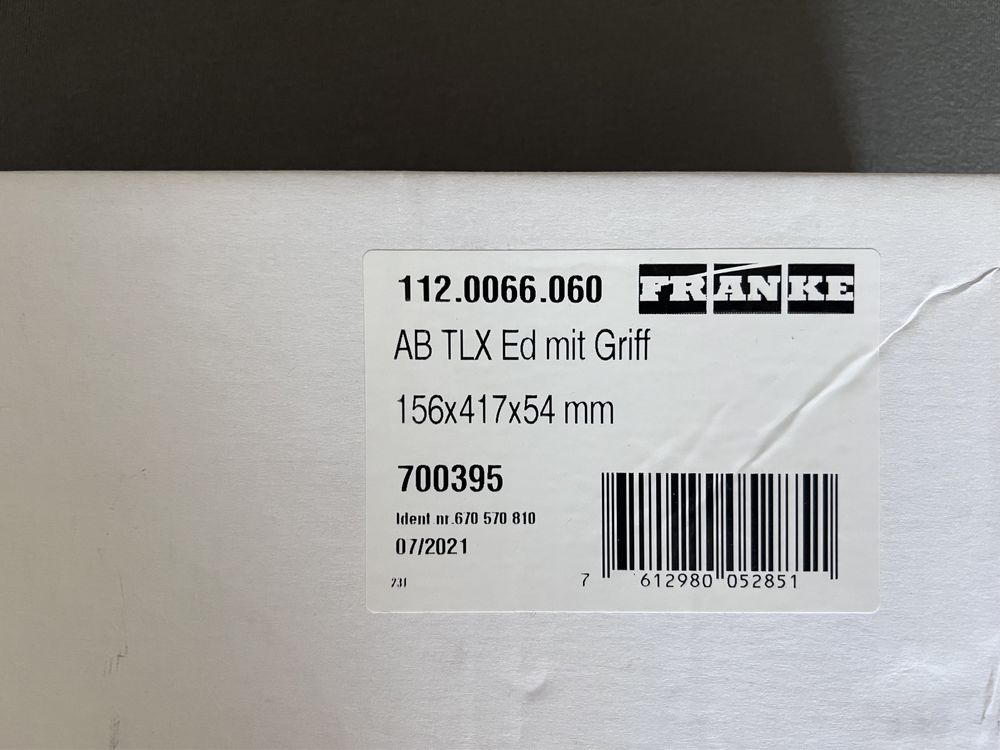 112.0066.060 FRANKE
AB TLX Ed mit Griff
156x417x54 mm
700395
Ident nr.670 570 810
07/2021
231
7 612980 052851